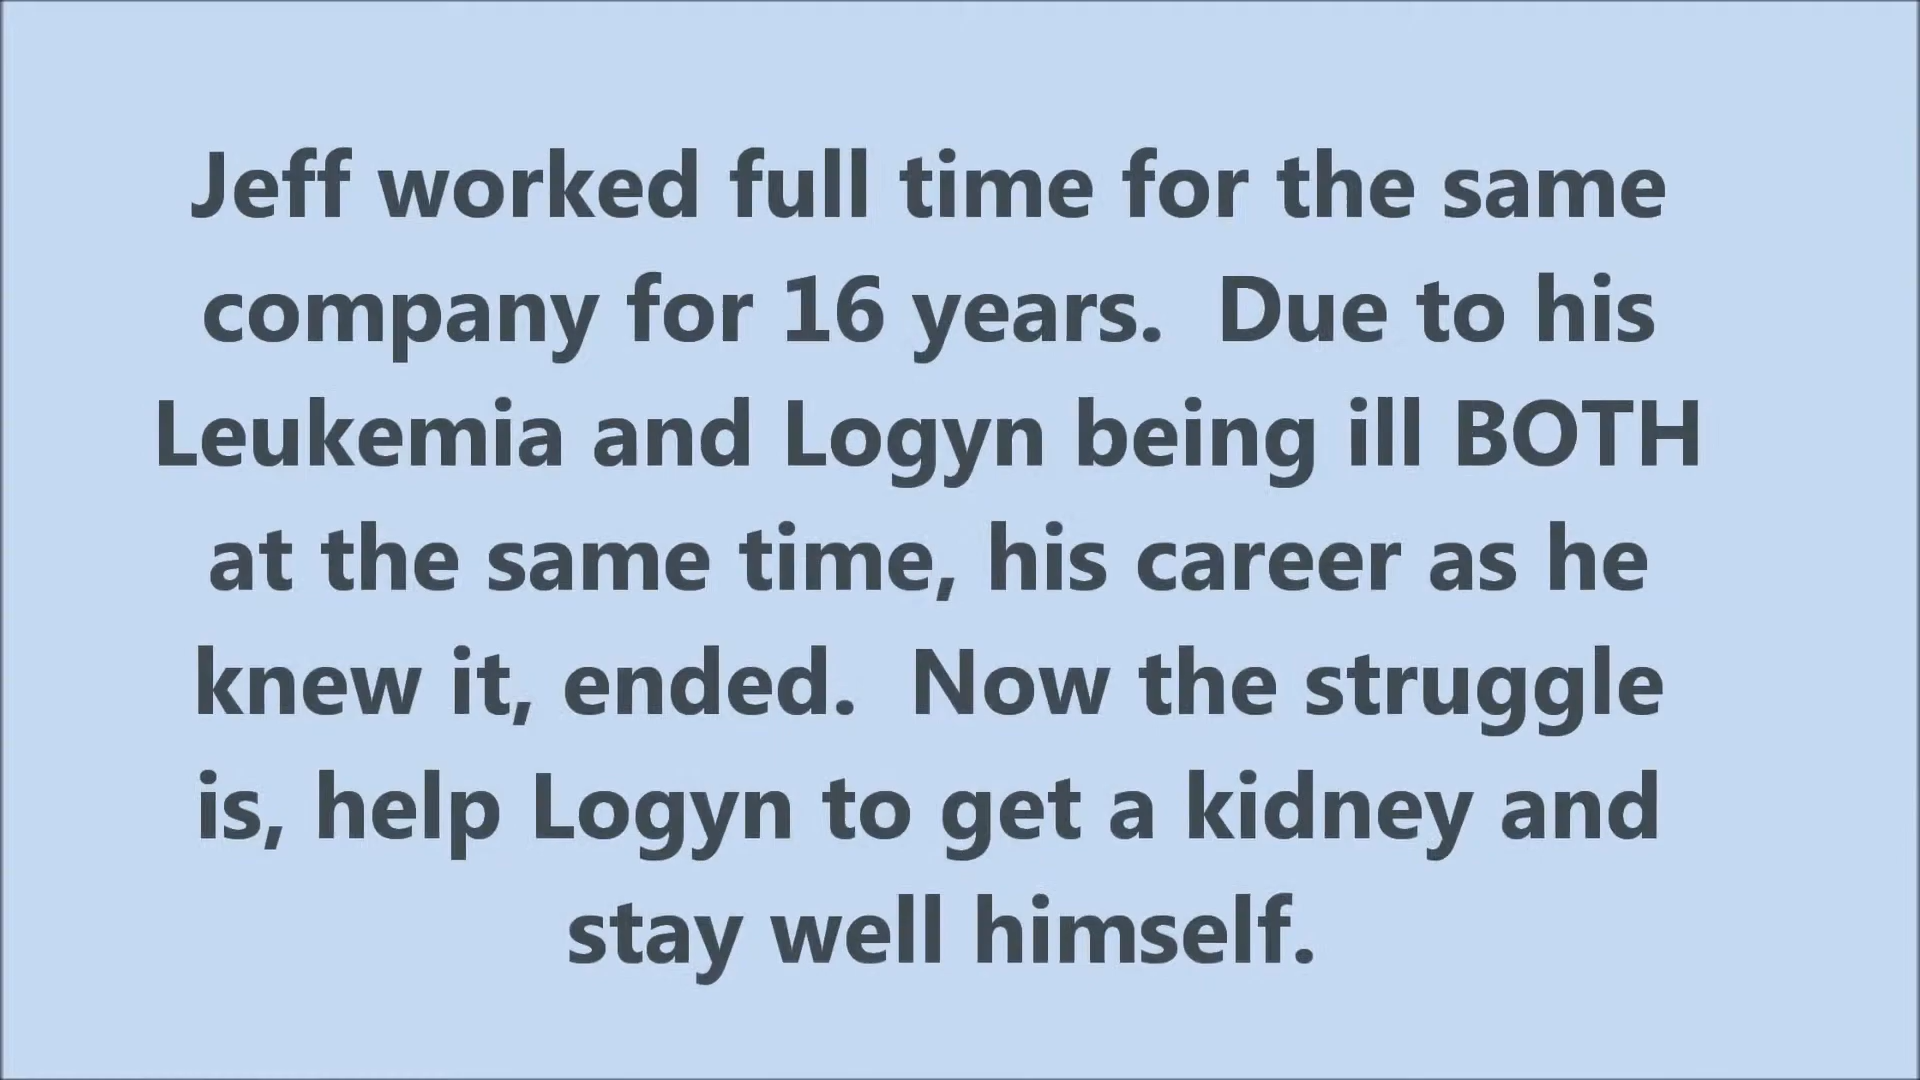 Jeff worked full time for the same
company for 16 years.  Due to his
Leukemia and Logyn being ill BOTH
at the same time, his career as he
knew it, ended.  Now the struggle
is, help Logyn to get a kidney and
stay well himself.